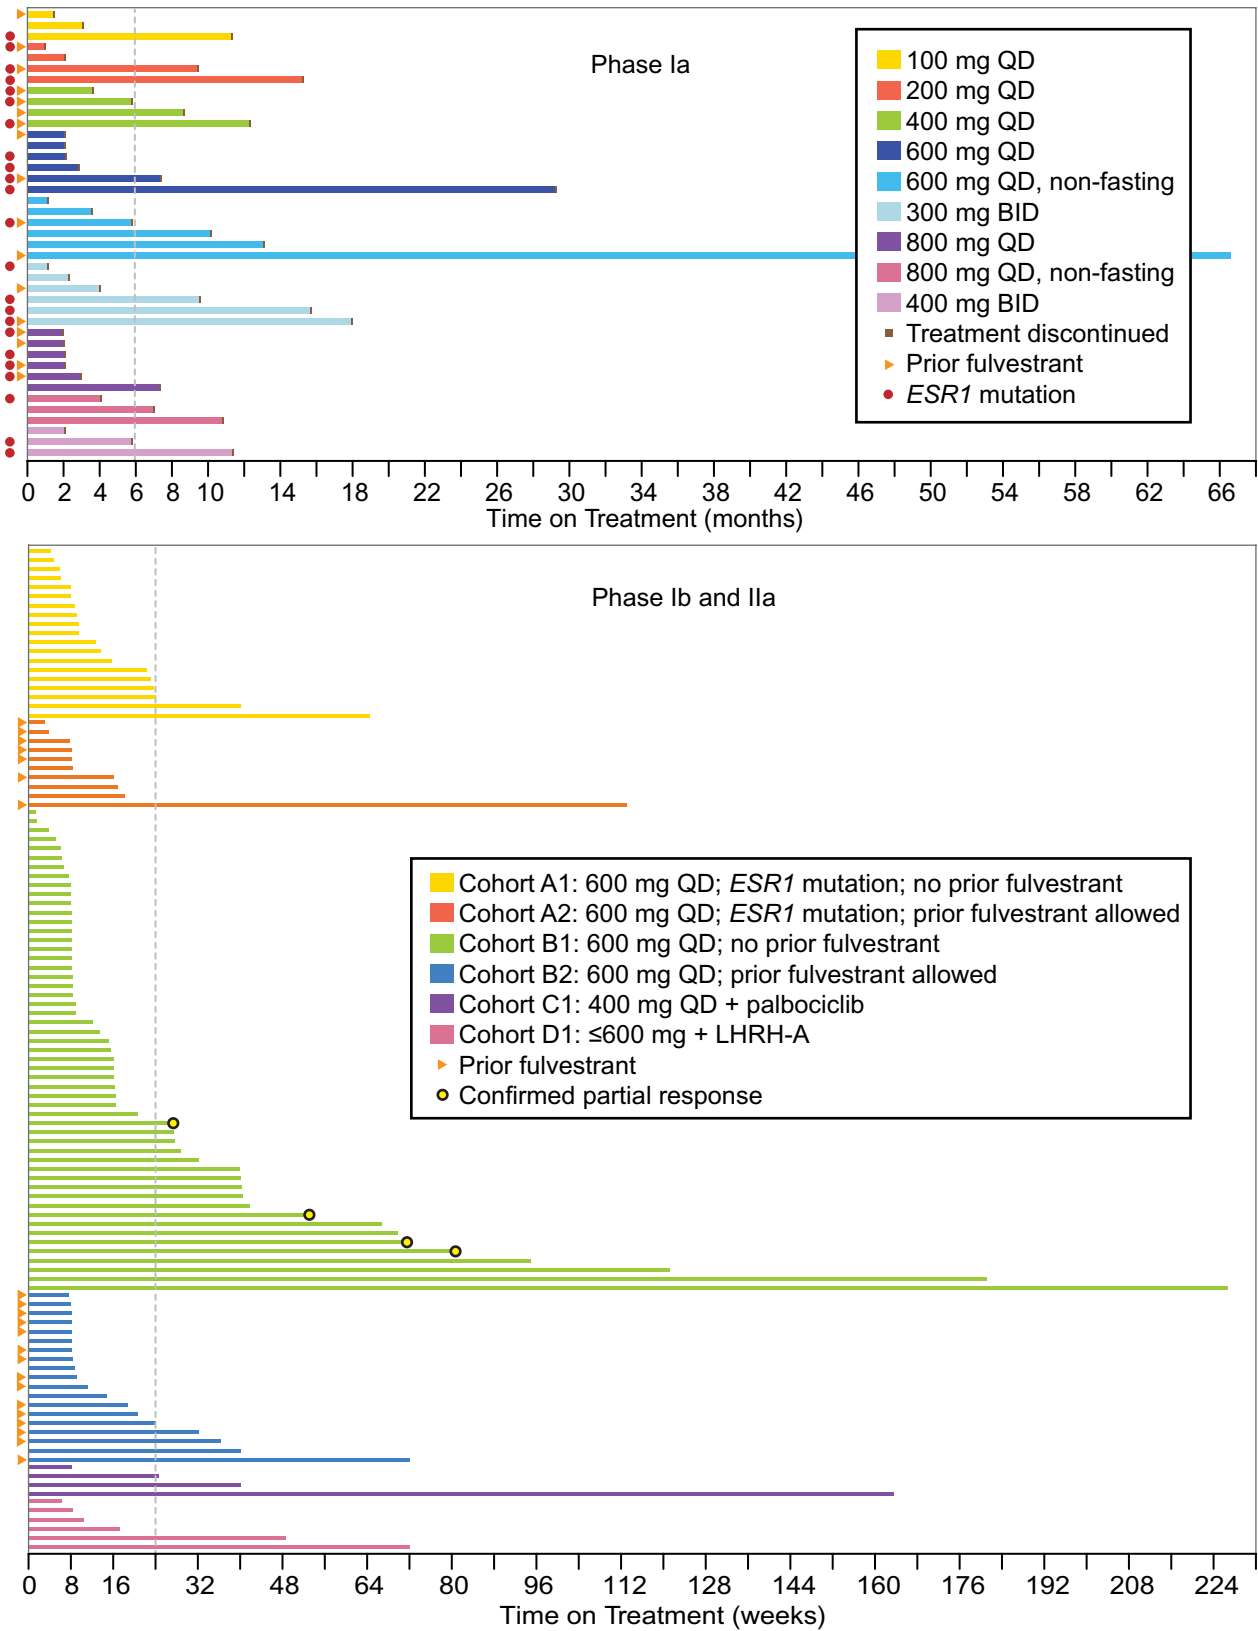 Phase Ia
100 mg QD
200 mg QD
400 mg QD
600 mg QD
600 mg QD, non-fasting
300 mg BID
800 mg QD
800 mg QD, non-fasting
400 mg BID
Treatment discontinued
Prior fulvestrant
ESR1 mutation
0 2 4 6 8 10 14 18 22 26 30 34 38 42 46 50 54 58 62 66
Time on Treatment (months)
Phase Ib and IIa
Cohort A1: 600 mg QD; ESR1 mutation; no prior fulvestrant
Cohort A2: 600 mg QD; ESR1 mutation; prior fulvestrant allowed
Cohort B1: 600 mg QD; no prior fulvestrant
Cohort B2: 600 mg QD; prior fulvestrant allowed
Cohort C1: 400 mg QD + palbociclib
Cohort D1: ≤600 mg + LHRH-A
Prior fulvestrant
Confirmed partial response
0 8 16 32 48 64 80 96 112 128 144 160 176 192 208 224
Time on Treatment (weeks)